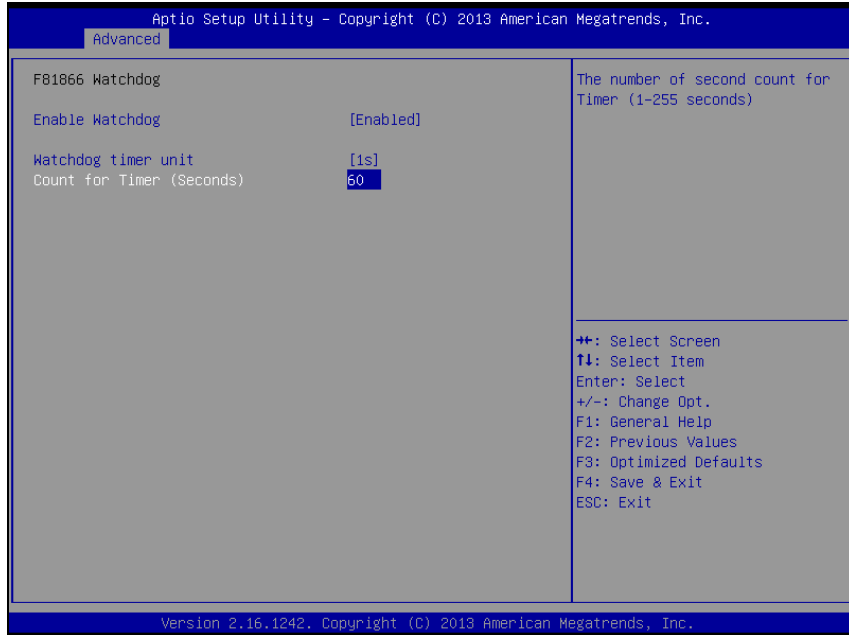 Aptio Setup Utility – Copyright (C) 2013 American Megatrends, Inc.
Advanced
F81866 Watchdog
Enable Watchdog [Enabled]
Watchdog timer unit [1s]
Count for Timer (Seconds) 60
The number of second count for
Timer (1-255 seconds)
→←: Select Screen
↑↓: Select Item
Enter: Select
+/-: Change Opt.
F1: General Help
F2: Previous Values
F3: Optimized Defaults
F4: Save & Exit
ESC: Exit
Version 2.16.1242. Copyright (C) 2013 American Megatrends, Inc.